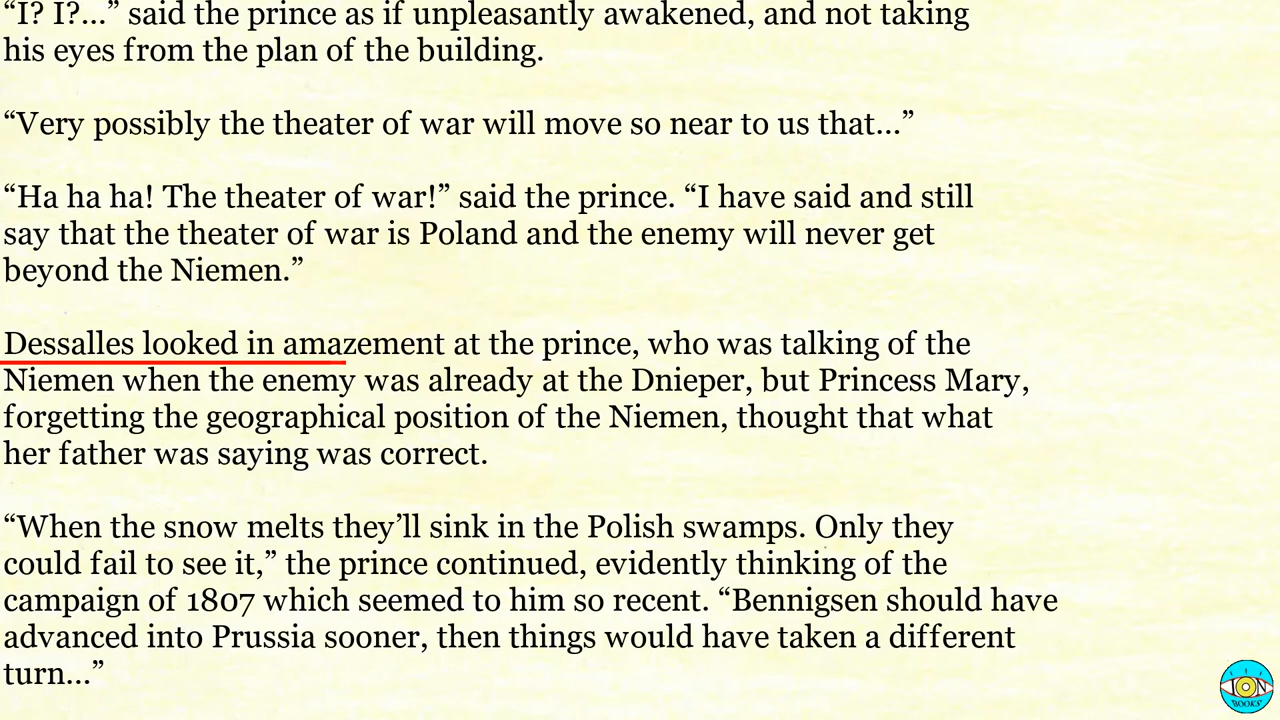 “I? I?...” said the prince as if unpleasantly awakened, and not taking
his eyes from the plan of the building.
“Very possibly the theater of war will move so near to us that...”
“Ha ha ha! The theater of war!” said the prince. “I have said and still
say that the theater of war is Poland and the enemy will never get
beyond the Niemen.”
Dessalles looked in amazement at the prince, who was talking of the
Niemen when the enemy was already at the Dnieper, but Princess Mary,
forgetting the geographical position of the Niemen, thought that what
her father was saying was correct.
“When the snow melts they’ll sink in the Polish swamps. Only they
could fail to see it,” the prince continued, evidently thinking of the
campaign of 1807 which seemed to him so recent. “Bennigsen should have
advanced into Prussia sooner, then things would have taken a different
turn...”
ION
BOOKS